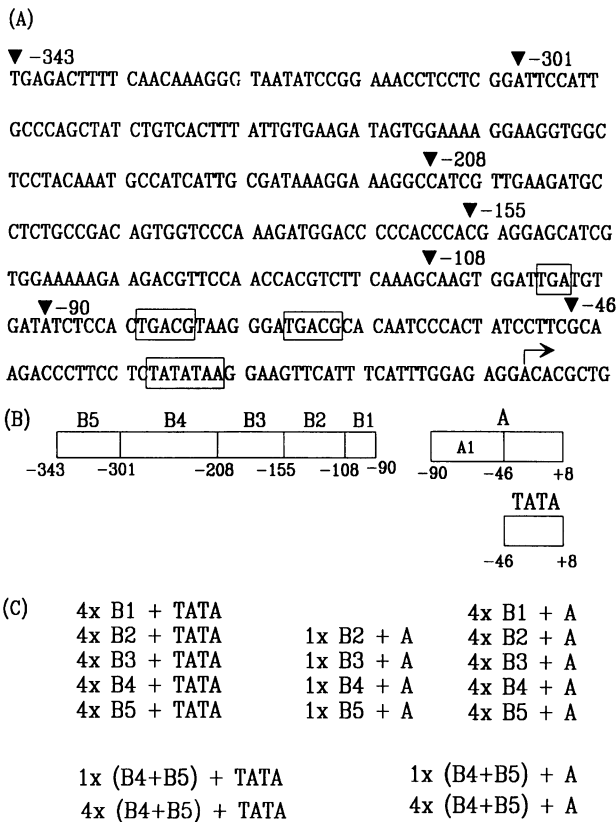 (A)
▼-343 ▼-301
TGAGACTTTT CAACAAAGGG TAATATCCGG AAACCTCCTC GGATTCCATT
GCCCAGCTAT CTGTCACTTT ATTGTGAAGA TAGTGGAAAA GGAAGGTGGC
▼-208
TCCTACAAAT GCCATCATTG CGATAAAGGA AAGGCCATCG TTGAAGATGC
▼-155
CTCTGCCGAC AGTGGTCCCA AAGATGGACC CCCACCCACG AGGAGCATCG
▼-108
TGGAAAAAGA AGACGTTCCA ACCACGTCTT CAAAGCAAGT GGATTGATGT
▼-90 ▼-46
GATATCTCCA CTGACGTAAG GGATGACGCA CAATCCCACT ATCCTTCGCA
AGACCCTTCC TCTATATAAG GAAGTTCATT TCATTTGGAG AGGACACGCTG
(B)
B5 B4 B3 B2 B1 A
A1
-343 -301 -208 -155 -108 -90 -90 -46 +8
TATA
-46 +8
(C)
4x B1 + TATA 4x B1 + A
4x B2 + TATA 1x B2 + A 4x B2 + A
4x B3 + TATA 1x B3 + A 4x B3 + A
4x B4 + TATA 1x B4 + A 4x B4 + A
4x B5 + TATA 1x B5 + A 4x B5 + A
1x (B4+B5) + TATA 1x (B4+B5) + A
4x (B4+B5) + TATA 4x (B4+B5) + A